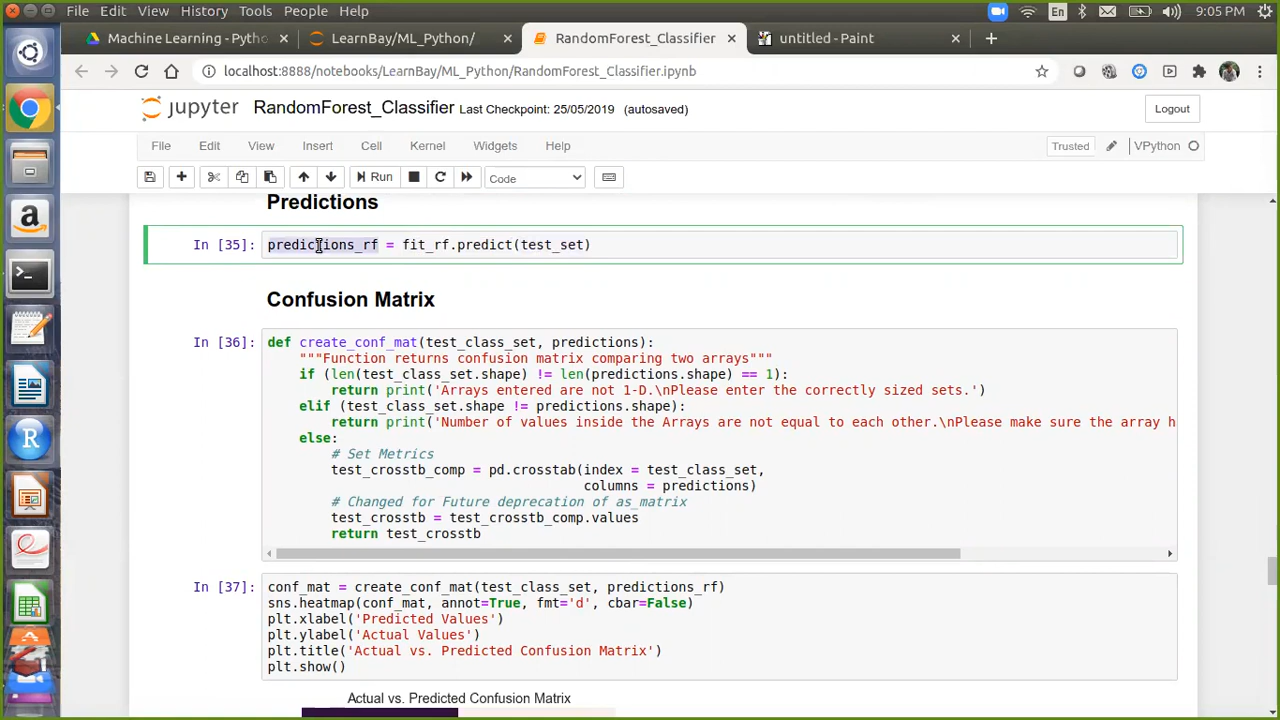 File Edit View History Tools People Help
En 9:05 PM
Machine Learning - Pytho
LearnBay/ML_Python/
RandomForest_Classifier
untitled - Paint
localhost:8888/notebooks/LearnBay/ML_Python/RandomForest_Classifier.ipynb
jupyter RandomForest_Classifier Last Checkpoint: 25/05/2019 (autosaved)
Logout
File Edit View Insert Cell Kernel Widgets Help
Trusted VPython
Run Code
Predictions
In [35]: predictions_rf = fit_rf.predict(test_set)
Confusion Matrix
In [36]: def create_conf_mat(test_class_set, predictions):
"""Function returns confusion matrix comparing two arrays"""
if (len(test_class_set.shape) != len(predictions.shape) == 1):
return print('Arrays entered are not 1-D.\nPlease enter the correctly sized sets.')
elif (test_class_set.shape != predictions.shape):
return print('Number of values inside the Arrays are not equal to each other.\nPlease make sure the array h
else:
# Set Metrics
test_crosstb_comp = pd.crosstab(index = test_class_set,
columns = predictions)
# Changed for Future deprecation of as_matrix
test_crosstb = test_crosstb_comp.values
return test_crosstb
In [37]: conf_mat = create_conf_mat(test_class_set, predictions_rf)
sns.heatmap(conf_mat, annot=True, fmt='d', cbar=False)
plt.xlabel('Predicted Values')
plt.ylabel('Actual Values')
plt.title('Actual vs. Predicted Confusion Matrix')
plt.show()
Actual vs. Predicted Confusion Matrix